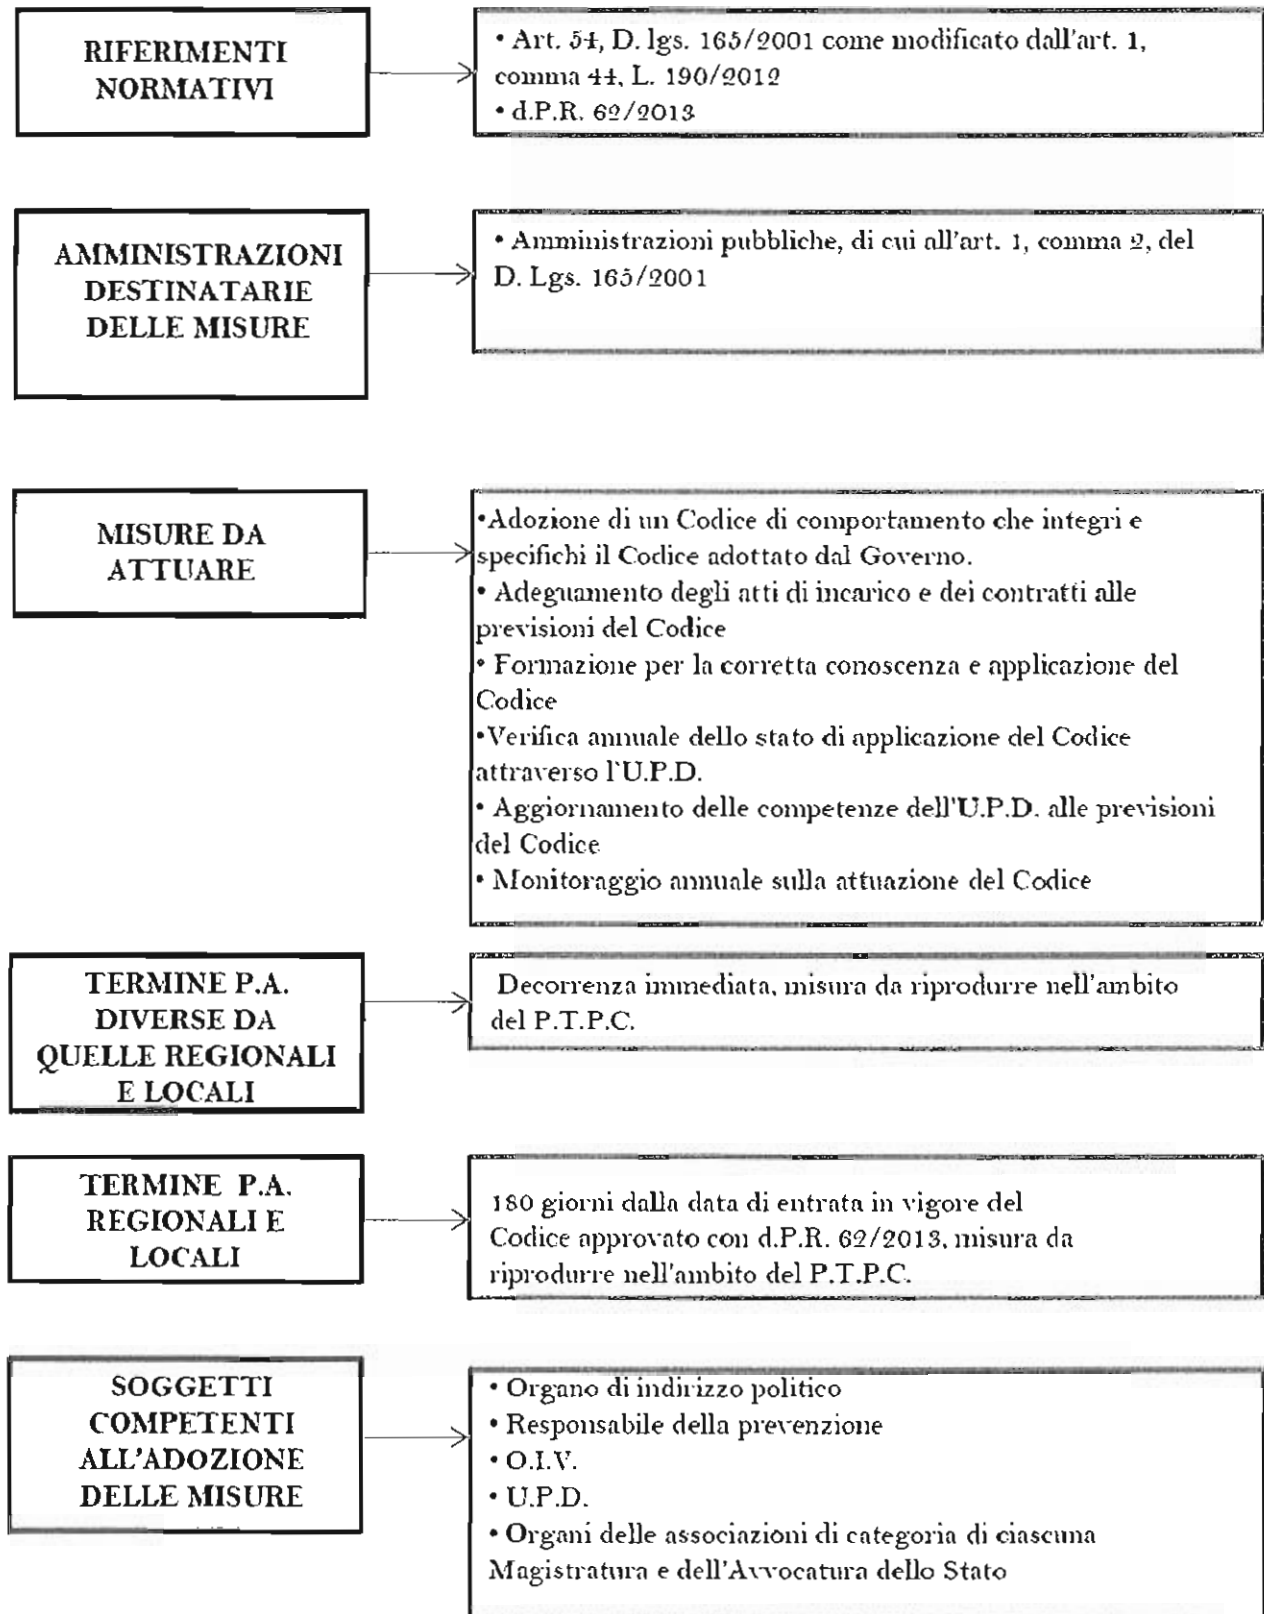 RIFERIMENTI
NORMATIVI
• Art. 54, D. lgs. 165/2001 come modificato dall'art. 1,
comma 44, L. 190/2012
• d.P.R. 62/2013
AMMINISTRAZIONI
DESTINATARIE
DELLE MISURE
• Amministrazioni pubbliche, di cui all'art. 1, comma 2, del
D. Lgs. 165/2001
MISURE DA
ATTUARE
•Adozione di un Codice di comportamento che integri e
specifichi il Codice adottato dal Governo.
• Adeguamento degli atti di incarico e dei contratti alle
previsioni del Codice
• Formazione per la corretta conoscenza e applicazione del
Codice
•Verifica annuale dello stato di applicazione del Codice
attraverso l'U.P.D.
• Aggiornamento delle competenze dell'U.P.D. alle previsioni
del Codice
• Monitoraggio annuale sulla attuazione del Codice
TERMINE P.A.
DIVERSE DA
QUELLE REGIONALI
E LOCALI
Decorrenza immediata, misura da riprodurre nell'ambito
del P.T.P.C.
TERMINE P.A.
REGIONALI E
LOCALI
180 giorni dalla data di entrata in vigore del
Codice approvato con d.P.R. 62/2013, misura da
riprodurre nell'ambito del P.T.P.C.
SOGGETTI
COMPETENTI
ALL'ADOZIONE
DELLE MISURE
• Organo di indirizzo politico
• Responsabile della prevenzione
• O.I.V.
• U.P.D.
• Organi delle associazioni di categoria di ciascuna
Magistratura e dell'Avvocatura dello Stato